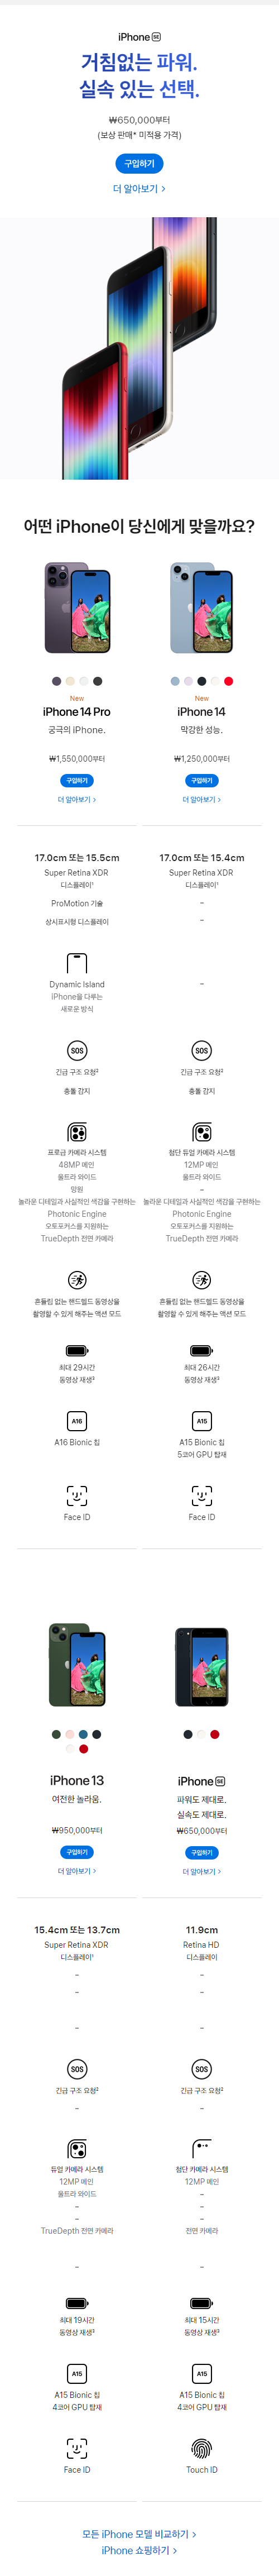 iPhone SE
거침없는 파워.
실속 있는 선택.
₩650,000부터
(보상 판매* 미적용 가격)
구입하기
더 알아보기 >
어떤 iPhone이 당신에게 맞을까요?
New
iPhone 14 Pro
궁극의 iPhone.
₩1,550,000부터
구입하기
더 알아보기 >
New
iPhone 14
막강한 성능.
₩1,250,000부터
구입하기
더 알아보기 >
17.0cm 또는 15.5cm
Super Retina XDR
디스플레이¹
ProMotion 기술
상시표시형 디스플레이
Dynamic Island
iPhone을 다루는
새로운 방식
SOS
긴급 구조 요청²
충돌 감지
프로급 카메라 시스템
48MP 메인
울트라 와이드
망원
놀라운 디테일과 사실적인 색감을 구현하는
Photonic Engine
오토포커스를 지원하는
TrueDepth 전면 카메라
흔들림 없는 핸드헬드 동영상을
촬영할 수 있게 해주는 액션 모드
최대 29시간
동영상 재생³
A16
A16 Bionic 칩
Face ID
17.0cm 또는 15.4cm
Super Retina XDR
디스플레이¹
–
–
–
SOS
긴급 구조 요청²
충돌 감지
첨단 듀얼 카메라 시스템
12MP 메인
울트라 와이드
–
놀라운 디테일과 사실적인 색감을 구현하는
Photonic Engine
오토포커스를 지원하는
TrueDepth 전면 카메라
흔들림 없는 핸드헬드 동영상을
촬영할 수 있게 해주는 액션 모드
최대 26시간
동영상 재생³
A15
A15 Bionic 칩
5코어 GPU 탑재
Face ID
iPhone 13
여전한 놀라움.
₩950,000부터
구입하기
더 알아보기 >
iPhone SE
파워도 제대로.
실속도 제대로.
₩650,000부터
구입하기
더 알아보기 >
15.4cm 또는 13.7cm
Super Retina XDR
디스플레이¹
–
–
–
SOS
긴급 구조 요청²
–
듀얼 카메라 시스템
12MP 메인
울트라 와이드
–
–
TrueDepth 전면 카메라
–
최대 19시간
동영상 재생³
A15
A15 Bionic 칩
4코어 GPU 탑재
Face ID
11.9cm
Retina HD
디스플레이
–
–
–
SOS
긴급 구조 요청²
–
첨단 카메라 시스템
12MP 메인
–
–
–
전면 카메라
–
최대 15시간
동영상 재생³
A15
A15 Bionic 칩
4코어 GPU 탑재
Touch ID
모든 iPhone 모델 비교하기 >
iPhone 쇼핑하기 >